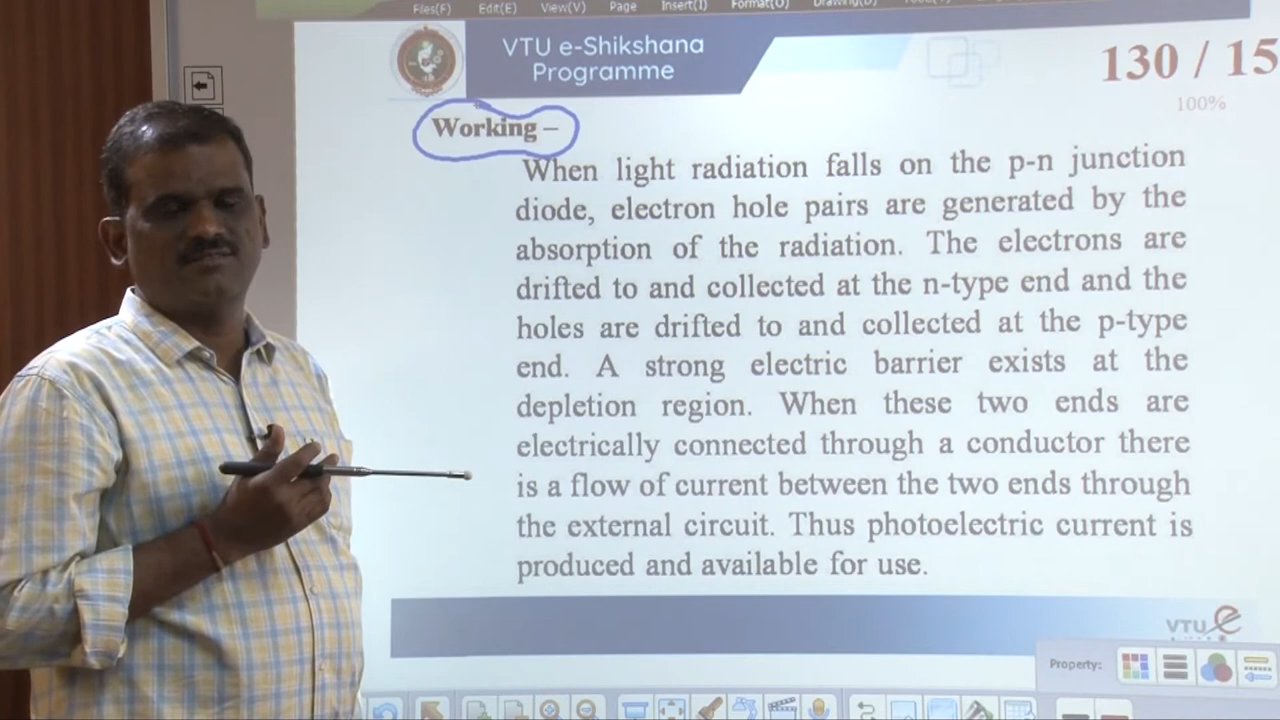 Files(F) Edit(E) View(V) Page Insert(I) Format(O)
VTU e-Shikshana
Programme
130 / 15
100%
Working –
When light radiation falls on the p-n junction
diode, electron hole pairs are generated by the
absorption of the radiation. The electrons are
drifted to and collected at the n-type end and the
holes are drifted to and collected at the p-type
end. A strong electric barrier exists at the
depletion region. When these two ends are
electrically connected through a conductor there
is a flow of current between the two ends through
the external circuit. Thus photoelectric current is
produced and available for use.
VTU e
Property: